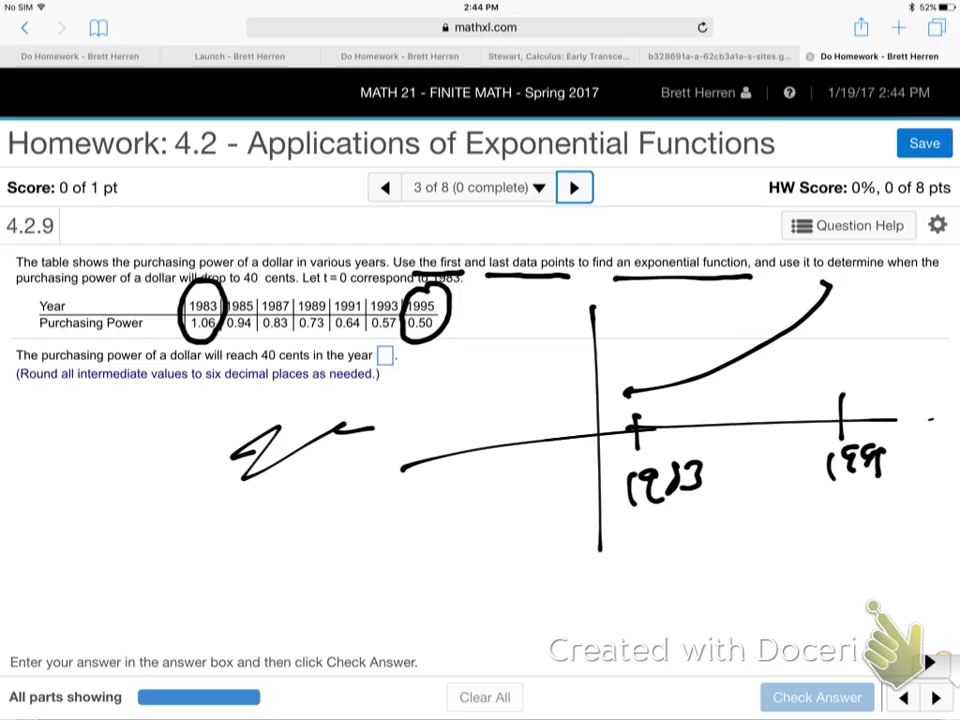 No SIM 2:44 PM 52%
mathxl.com
Do Homework - Brett Herren Launch - Brett Herren Do Homework - Brett Herren Stewart, Calculus: Early Transce... b328691a-a-62cb3a1a-s-sites.g... Do Homework - Brett Herren
MATH 21 - FINITE MATH - Spring 2017 Brett Herren ? 1/19/17 2:44 PM
Homework: 4.2 - Applications of Exponential Functions Save
Score: 0 of 1 pt 3 of 8 (0 complete) HW Score: 0%, 0 of 8 pts
4.2.9 Question Help
The table shows the purchasing power of a dollar in various years. Use the first and last data points to find an exponential function, and use it to determine when the
purchasing power of a dollar will drop to 40 cents. Let t = 0 correspond to 1983.
Year 1983 1985 1987 1989 1991 1993 1995
Purchasing Power 1.06 0.94 0.83 0.73 0.64 0.57 0.50
The purchasing power of a dollar will reach 40 cents in the year .
(Round all intermediate values to six decimal places as needed.)
1983
Created with Doceri
Enter your answer in the answer box and then click Check Answer.
All parts showing Clear All Check Answer